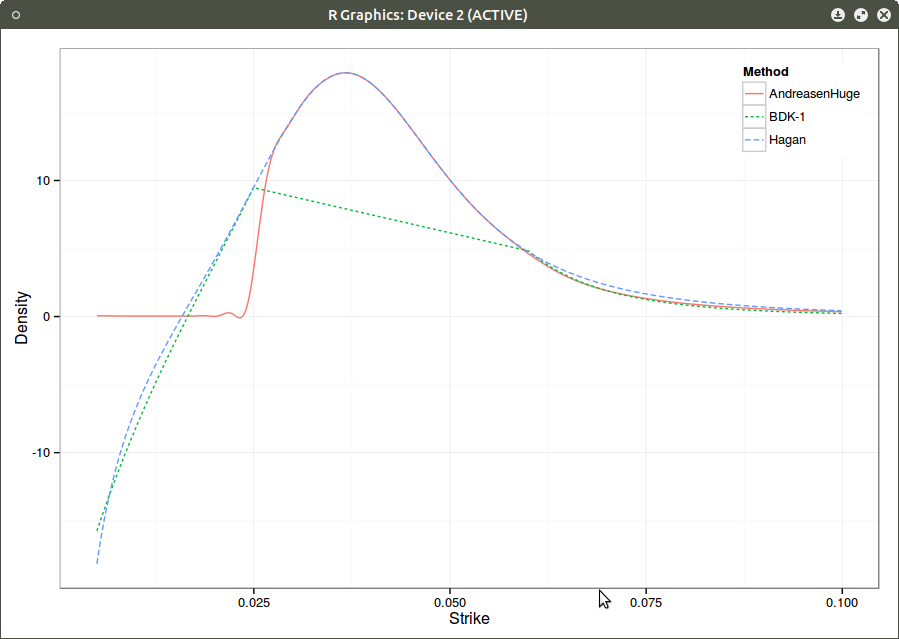 R Graphics: Device 2 (ACTIVE)
Method
AndreasenHuge
BDK-1
Hagan
10
0
-10
Density
0.025
0.050
0.075
0.100
Strike